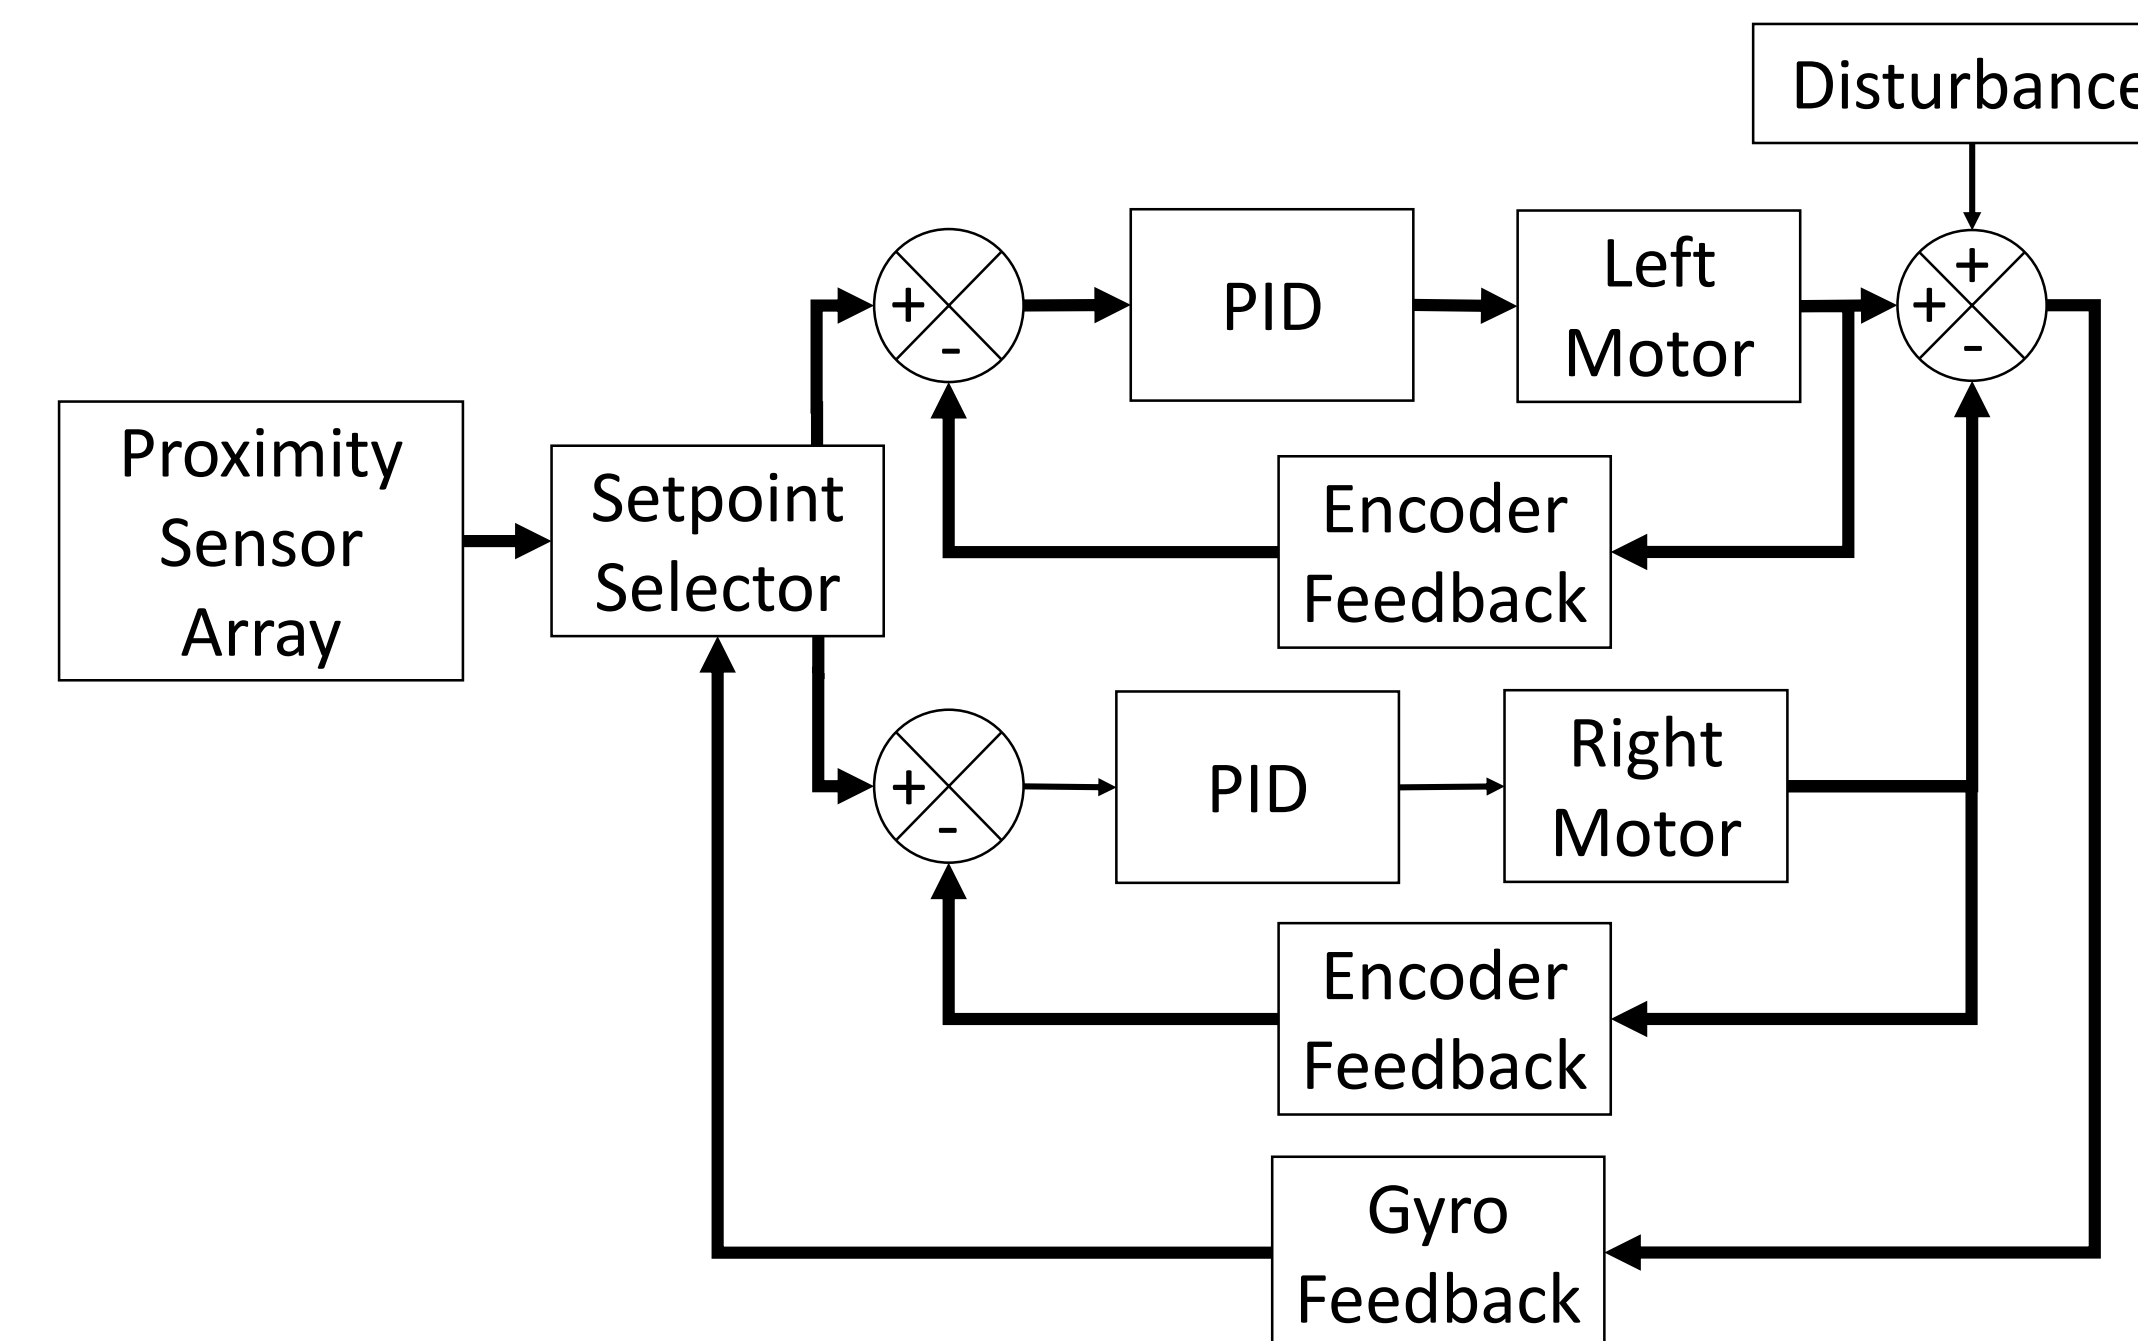 Disturbance
+
-
PID
Left
Motor
+
+
-
Proximity
Sensor
Array
Setpoint
Selector
Encoder
Feedback
+
-
PID
Right
Motor
Encoder
Feedback
Gyro
Feedback